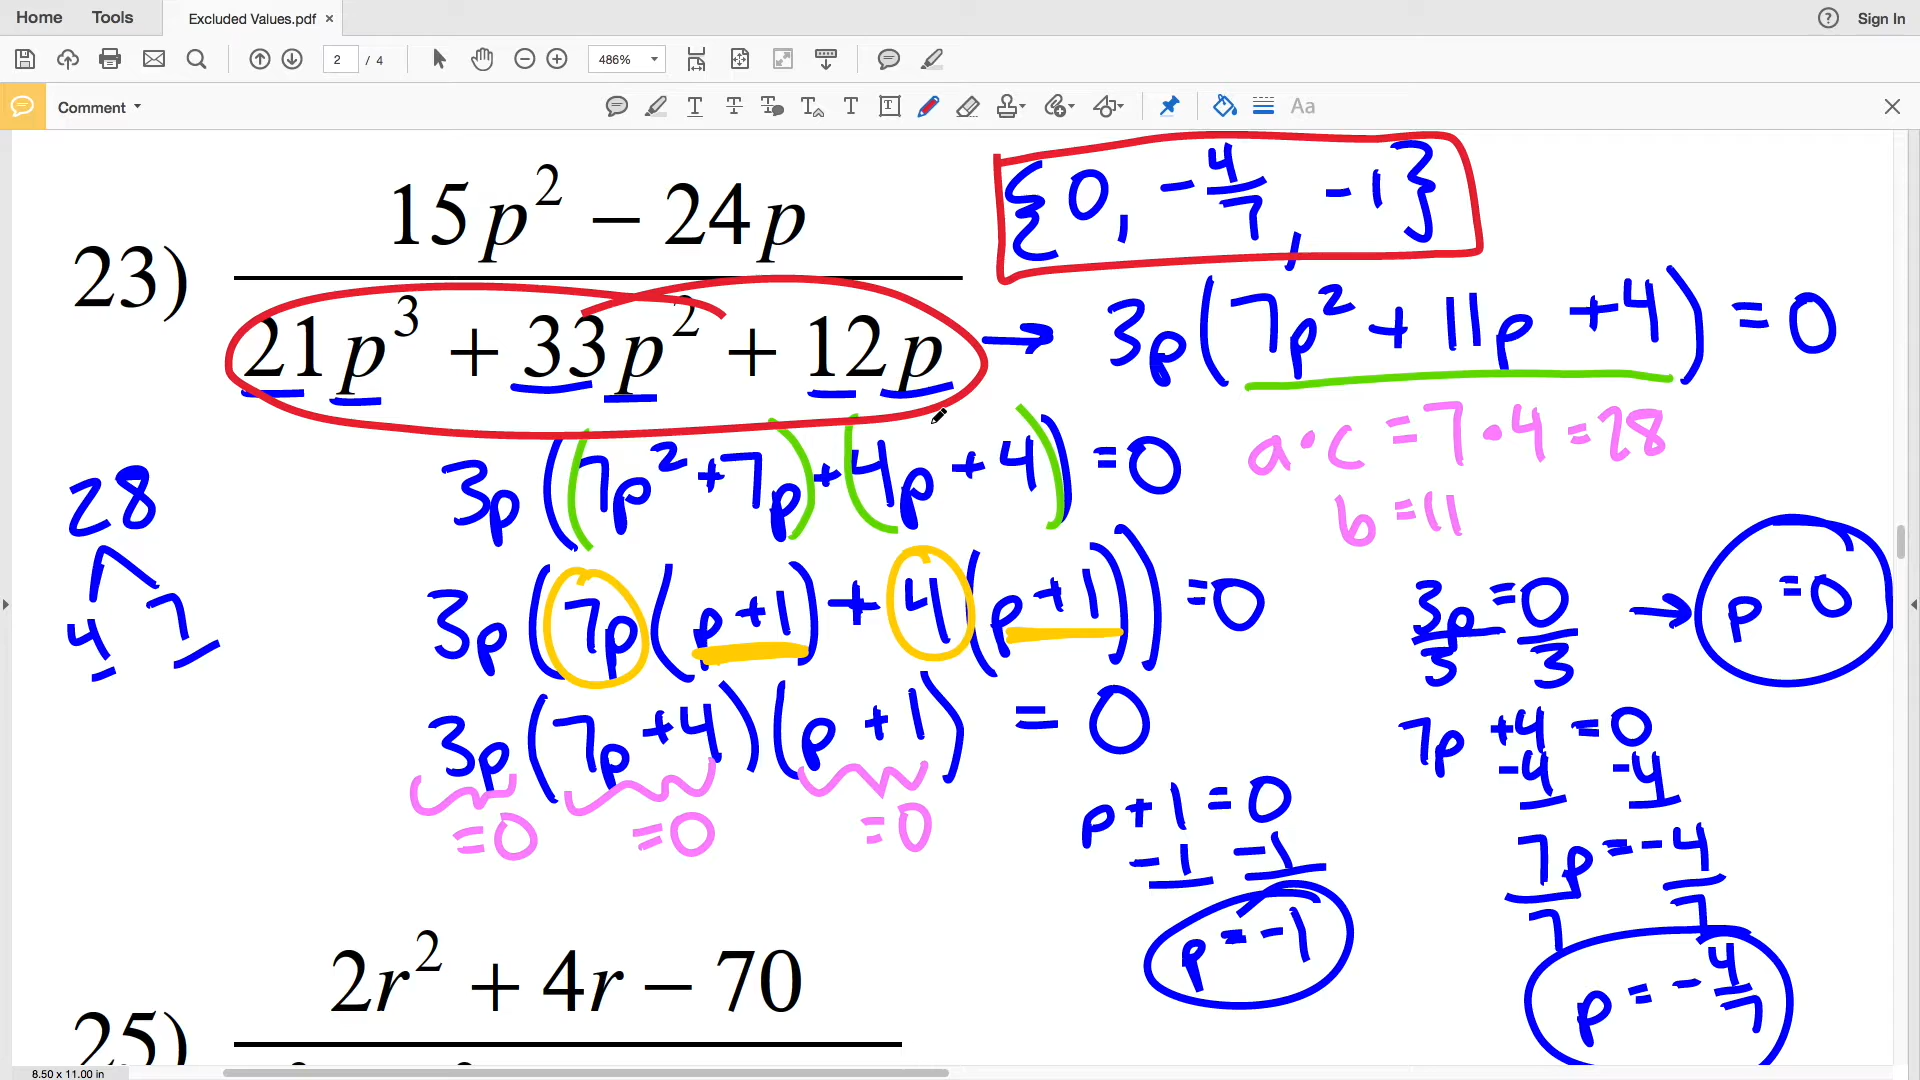 Home Tools Excluded Values.pdf × ? Sign In
2 / 4 486%
Comment T T T T T T Aa
23) 15p² − 24p
21p³ + 33p² + 12p
{0, -4/7, -1}
→ 3p(7p² + 11p + 4) = 0
a·c = 7·4 = 28
b = 11
3p((7p² + 7p) + (4p + 4)) = 0
28
4 7
3p(7p(p+1) + 4(p+1)) = 0
3p(7p + 4)(p + 1) = 0
=0 =0 =0
3p = 0 → p = 0
3 3
7p + 4 = 0
-4 -4
7p = -4
7 7
p = -4/7
p + 1 = 0
-1 -1
p = -1
25) 2r² + 4r − 70
8.50 x 11.00 in